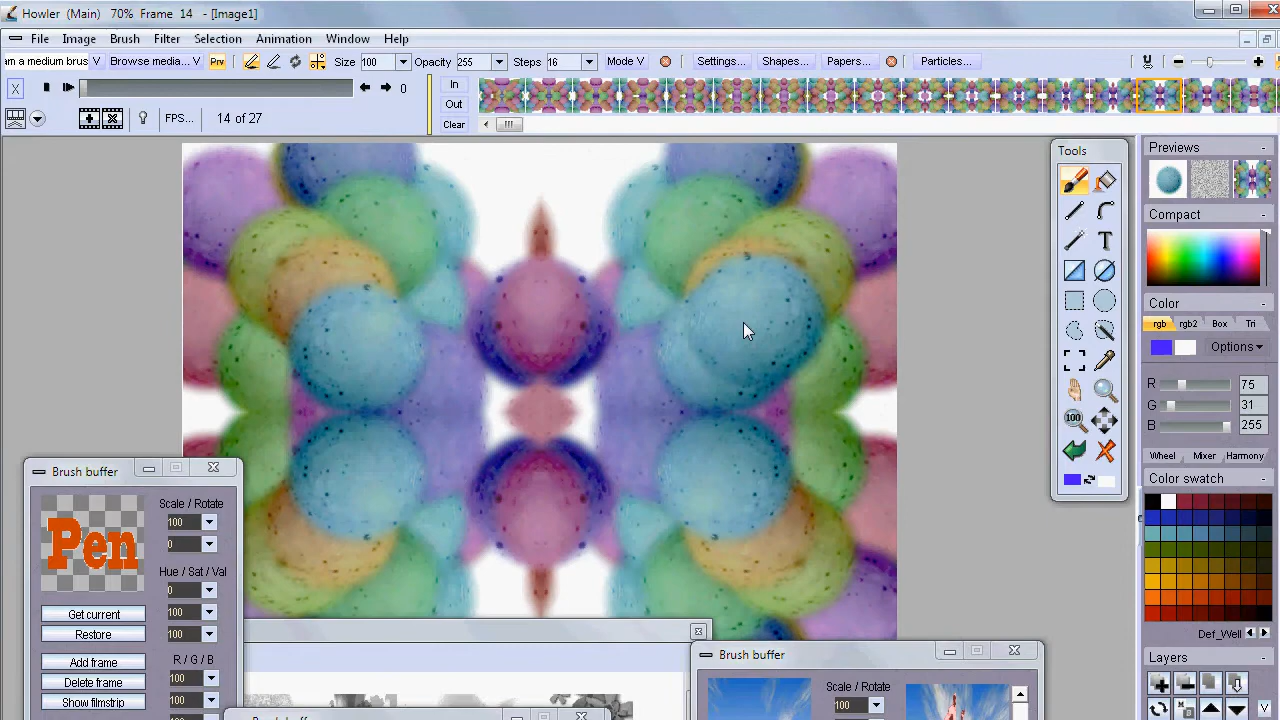 Howler (Main) 70% Frame 14 - [Image1]
File Image Brush Filter Selection Animation Window Help
am a medium brus V Browse media... V Prv Size 100 Opacity 255 Steps 16 Mode V Settings... Shapes... Papers... Particles...
X 0 In
Out
FPS... 14 of 27 Clear
Tools
T
100
Previews
Compact
Color
rgb rgb2 Box Tri
Options
R 75
G 31
B 255
Wheel Mixer Harmony
Color swatch
Def_Well
Layers
V
Brush buffer
Pen
Scale / Rotate
100
0
Hue / Sat / Val
0
Get current 100
Restore 100
Add frame R / G / B
Delete frame 100
Show filmstrip 100
Brush buffer
Scale / Rotate
100